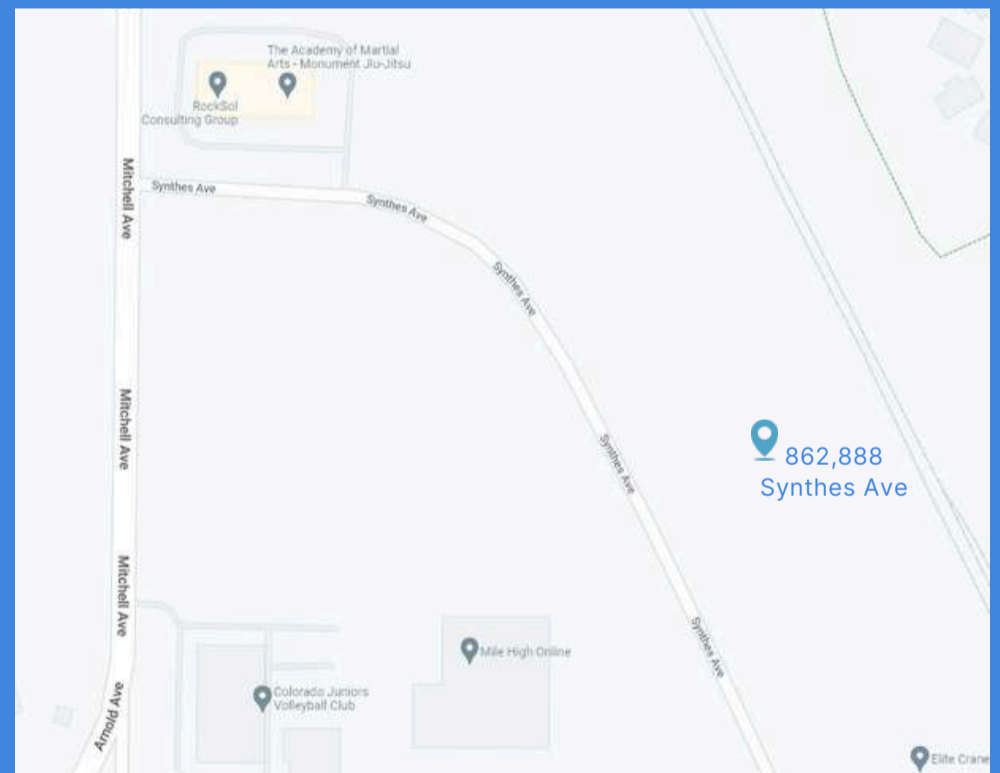 The Academy of Martial
Arts - Monument Jiu-Jitsu
RockSol
Consulting Group
Mitchell Ave
Synthes Ave
Synthes Ave
Synthes Ave
Mitchell Ave
Synthes Ave
862,888
Synthes Ave
Mitchell Ave
Synthes Ave
Mile High Online
Colorado Juniors
Volleyball Club
Arnold Ave
Elite Crane